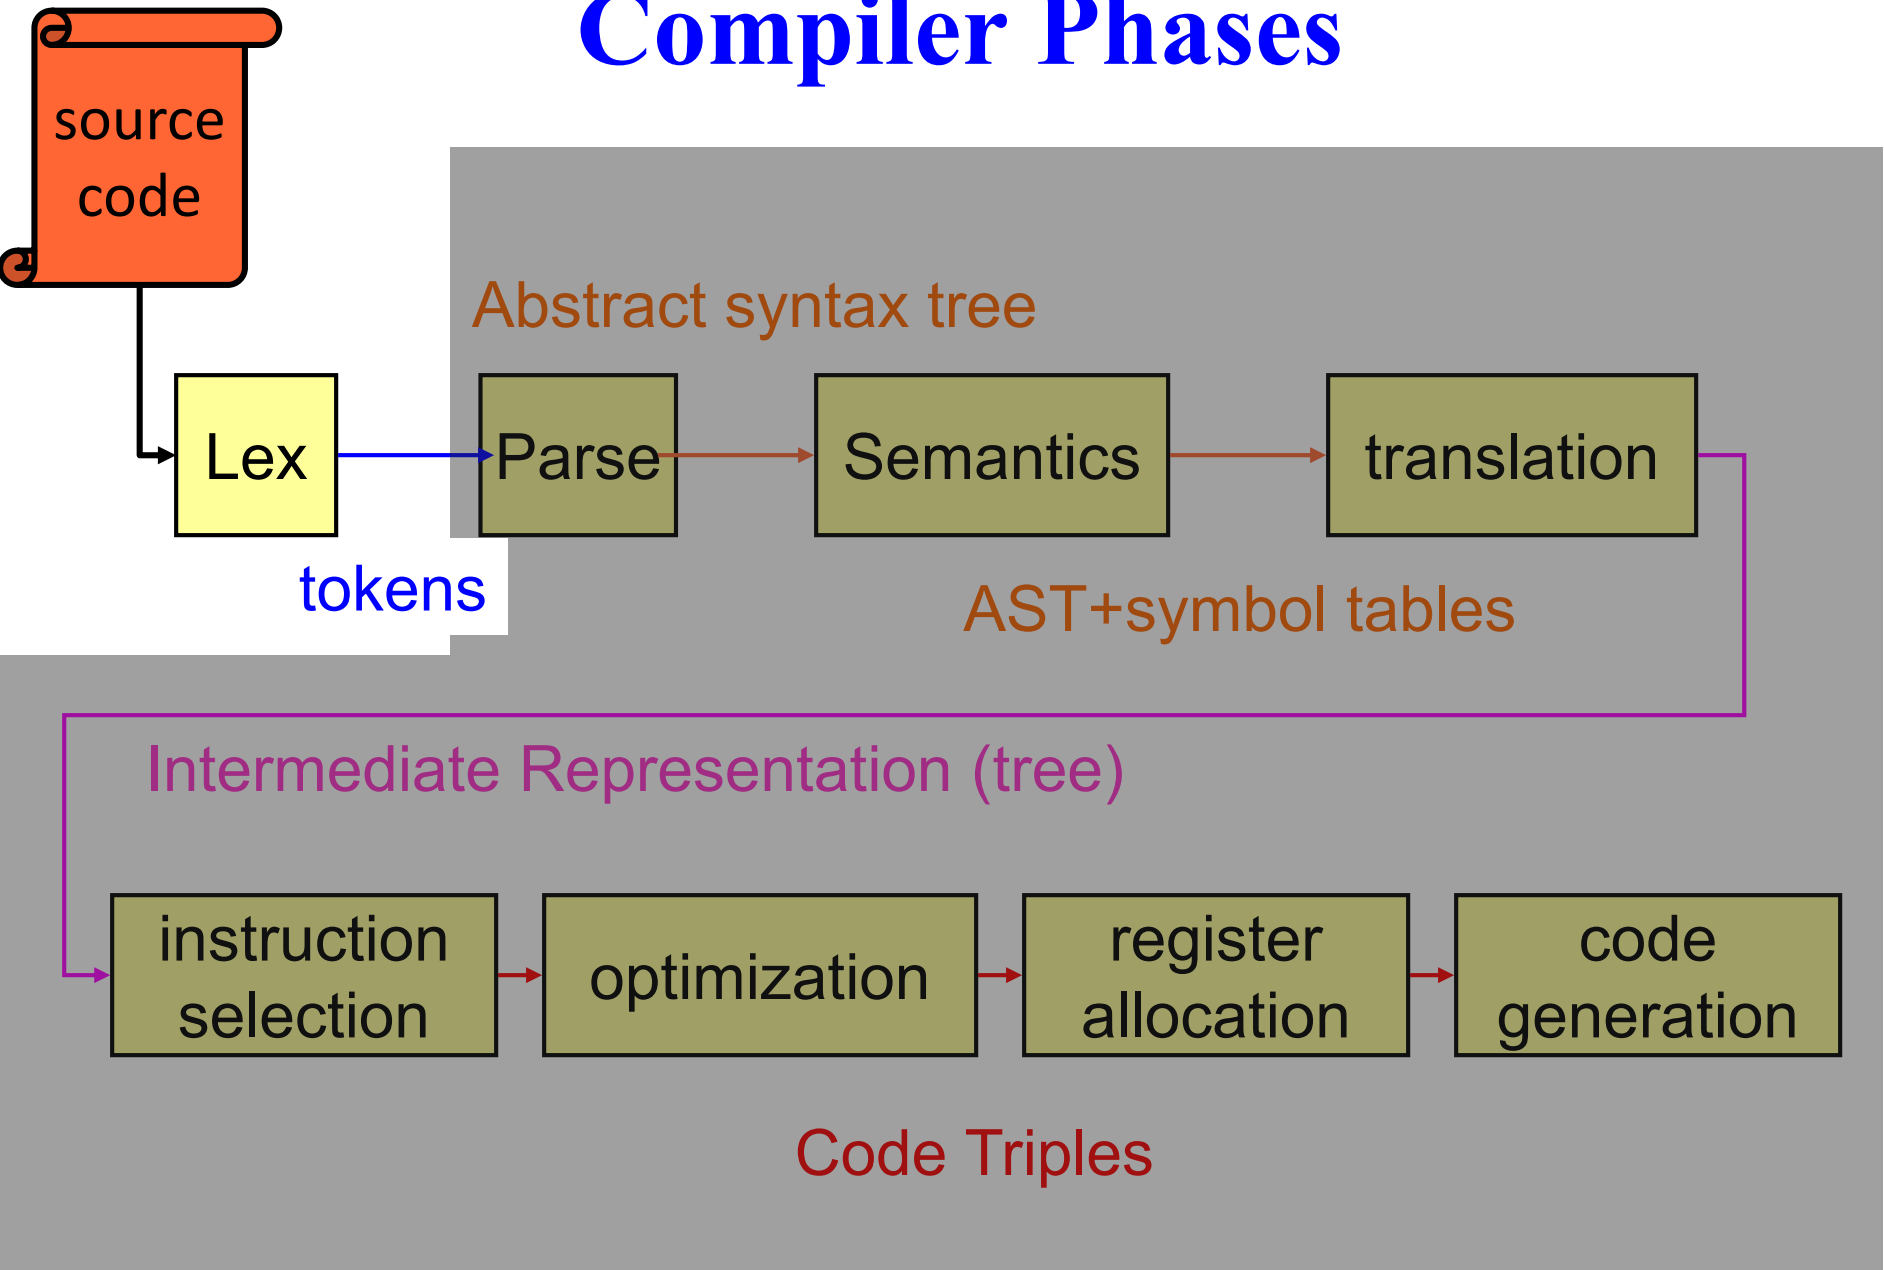 Compiler Phases
source
code
Abstract syntax tree
Lex
Parse
Semantics
translation
tokens
AST+symbol tables
Intermediate Representation (tree)
instruction
selection
optimization
register
allocation
code
generation
Code Triples